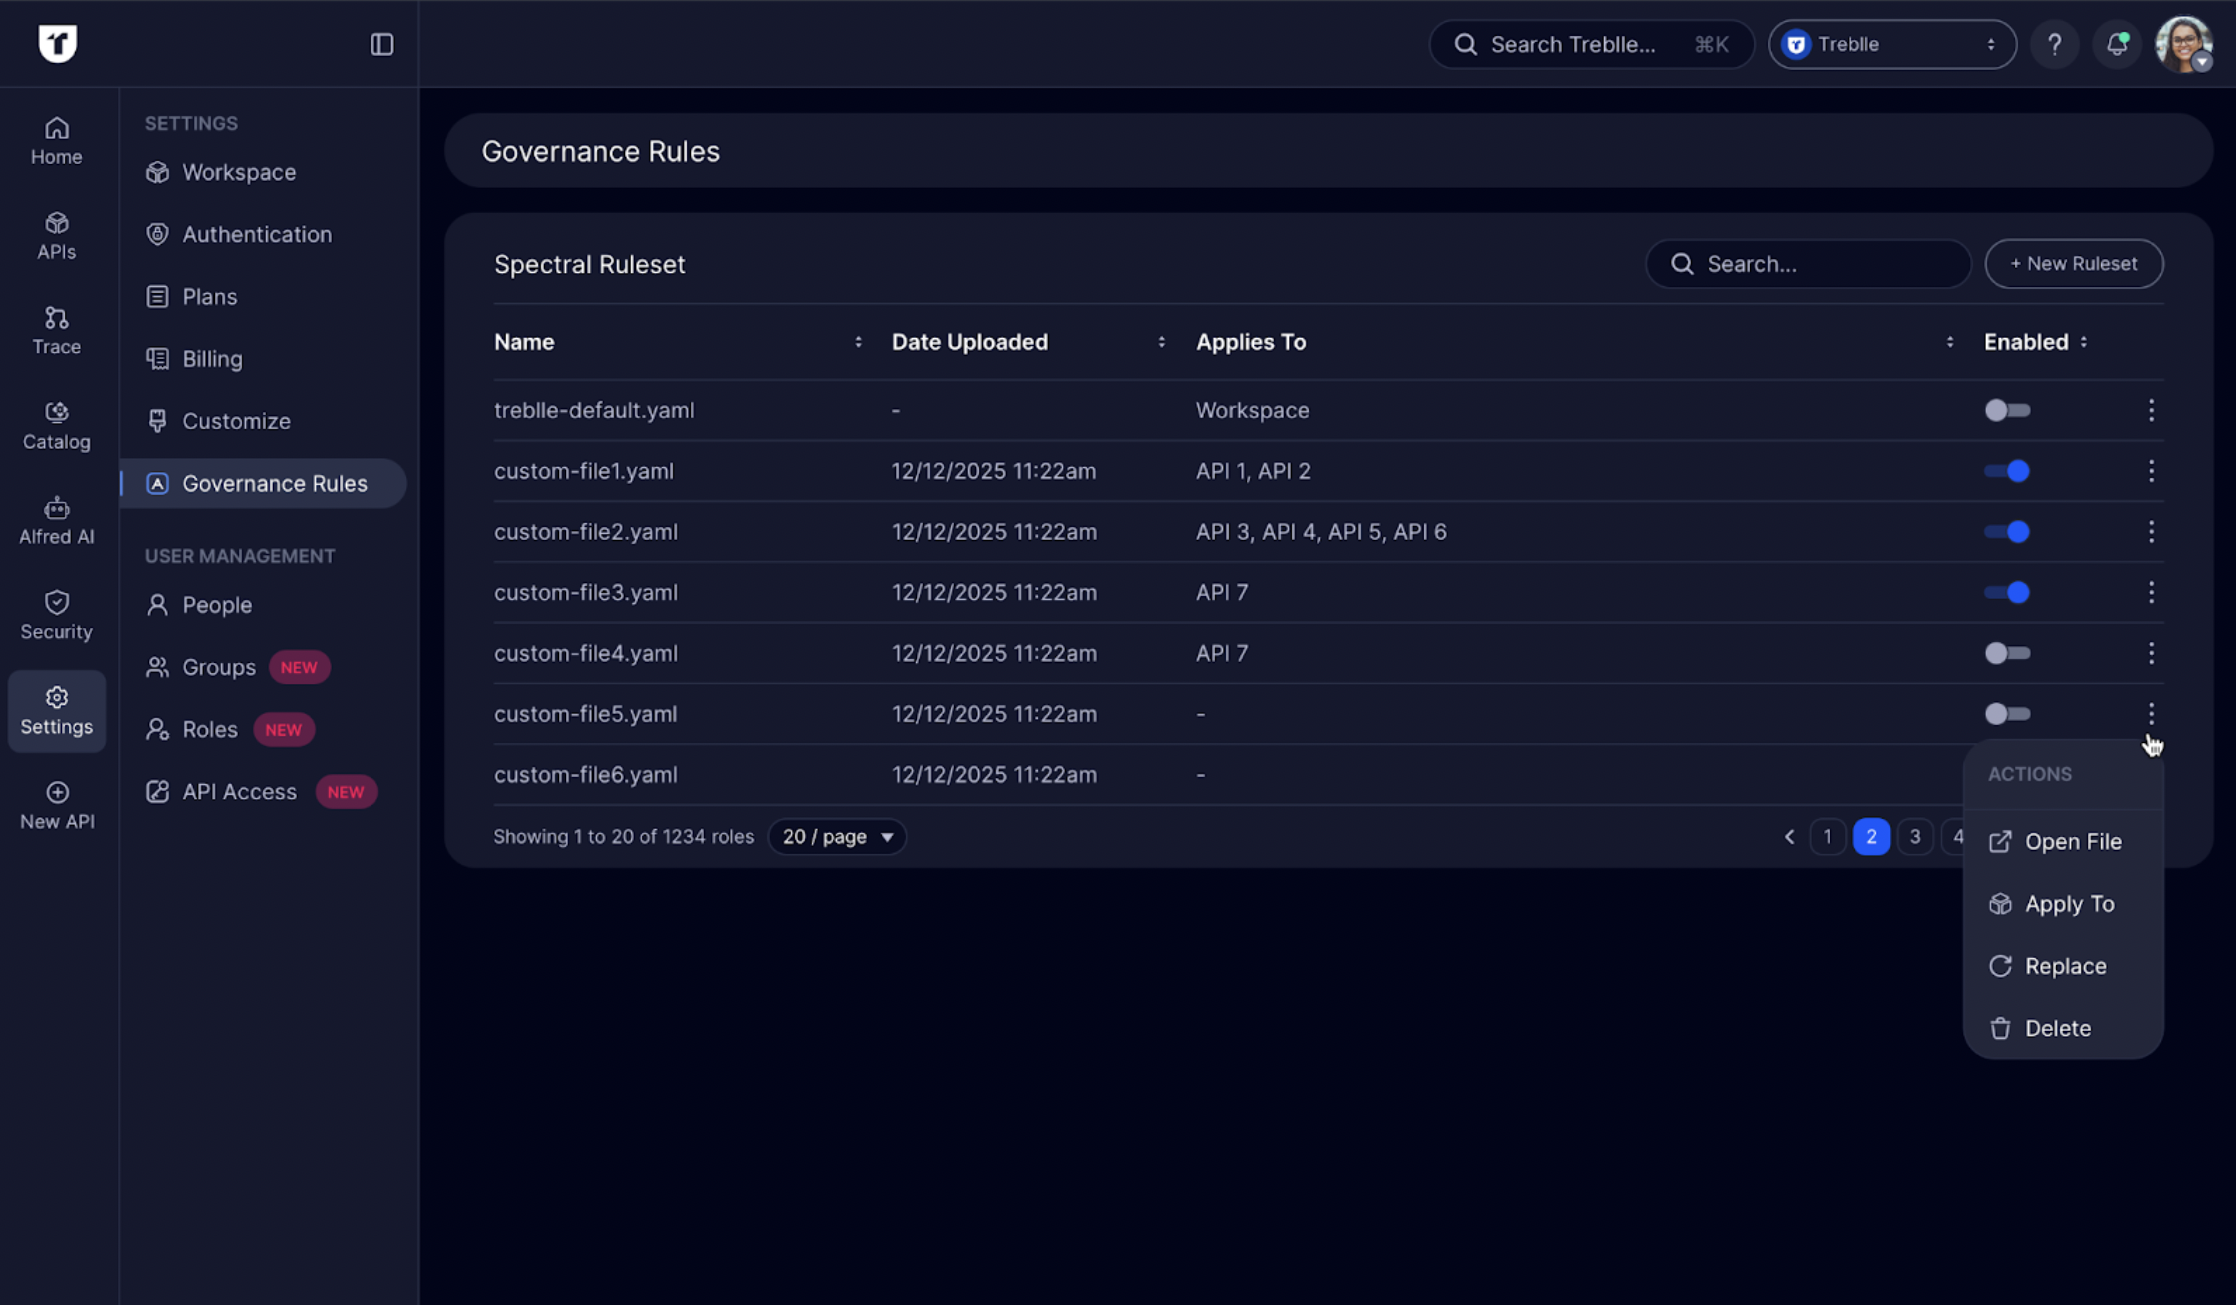 Search Treblle... ⌘K
Treblle
?
Home
APIs
Trace
Catalog
Alfred AI
Security
Settings
New API
SETTINGS
Workspace
Authentication
Plans
Billing
Customize
Governance Rules
USER MANAGEMENT
People
Groups NEW
Roles NEW
API Access NEW
Governance Rules
Spectral Ruleset
Search...
+ New Ruleset
Name Date Uploaded Applies To Enabled
treblle-default.yaml - Workspace
custom-file1.yaml 12/12/2025 11:22am API 1, API 2
custom-file2.yaml 12/12/2025 11:22am API 3, API 4, API 5, API 6
custom-file3.yaml 12/12/2025 11:22am API 7
custom-file4.yaml 12/12/2025 11:22am API 7
custom-file5.yaml 12/12/2025 11:22am -
custom-file6.yaml 12/12/2025 11:22am -
Showing 1 to 20 of 1234 roles 20 / page 1 2 3 4
ACTIONS
Open File
Apply To
Replace
Delete